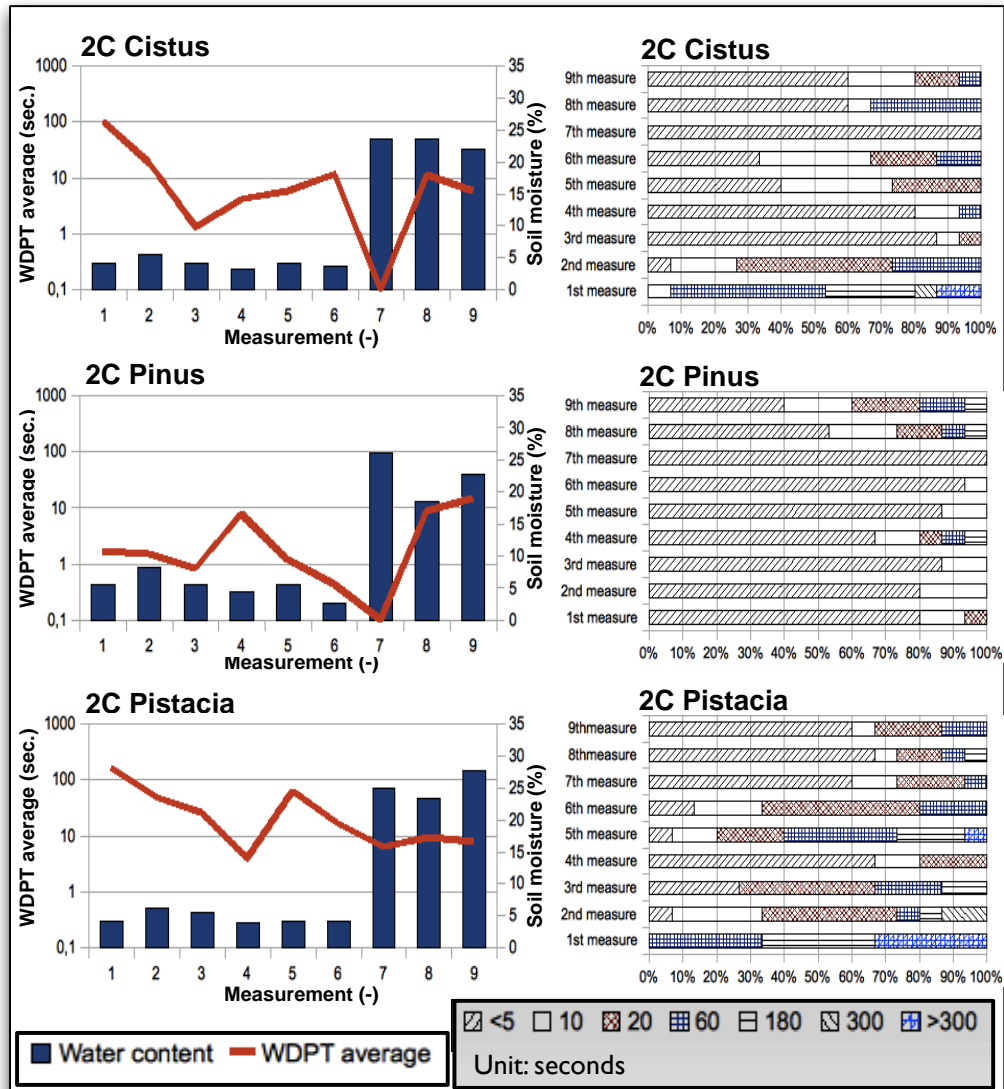 2C Cistus
WDPT average (sec.)
1000
100
10
1
0,1
35
30
25
20
15
10
5
0
Soil moisture (%)
1 2 3 4 5 6 7 8 9
Measurement (-)
2C Cistus
9th measure
8th measure
7th measure
6th measure
5th measure
4th measure
3rd measure
2nd measure
1st measure
0% 10% 20% 30% 40% 50% 60% 70% 80% 90% 100%
2C Pinus
WDPT average (sec.)
1000
100
10
1
0,1
35
30
25
20
15
10
5
0
Soil moisture (%)
1 2 3 4 5 6 7 8 9
Measurement (-)
2C Pinus
9th measure
8th measure
7th measure
6th measure
5th measure
4th measure
3rd measure
2nd measure
1st measure
0% 10% 20% 30% 40% 50% 60% 70% 80% 90% 100%
2C Pistacia
WDPT average (sec.)
1000
100
10
1
0,1
35
30
25
20
15
10
5
0
Soil moisture (%)
1 2 3 4 5 6 7 8 9
Measurement (-)
2C Pistacia
9thmeasure
8thmeasure
7th measure
6th measure
5th measure
4th measure
3rd measure
2nd measure
1st measure
0% 10% 20% 30% 40% 50% 60% 70% 80% 90% 100%
Water content WDPT average
<5 10 20 60 180 300 >300
Unit: seconds